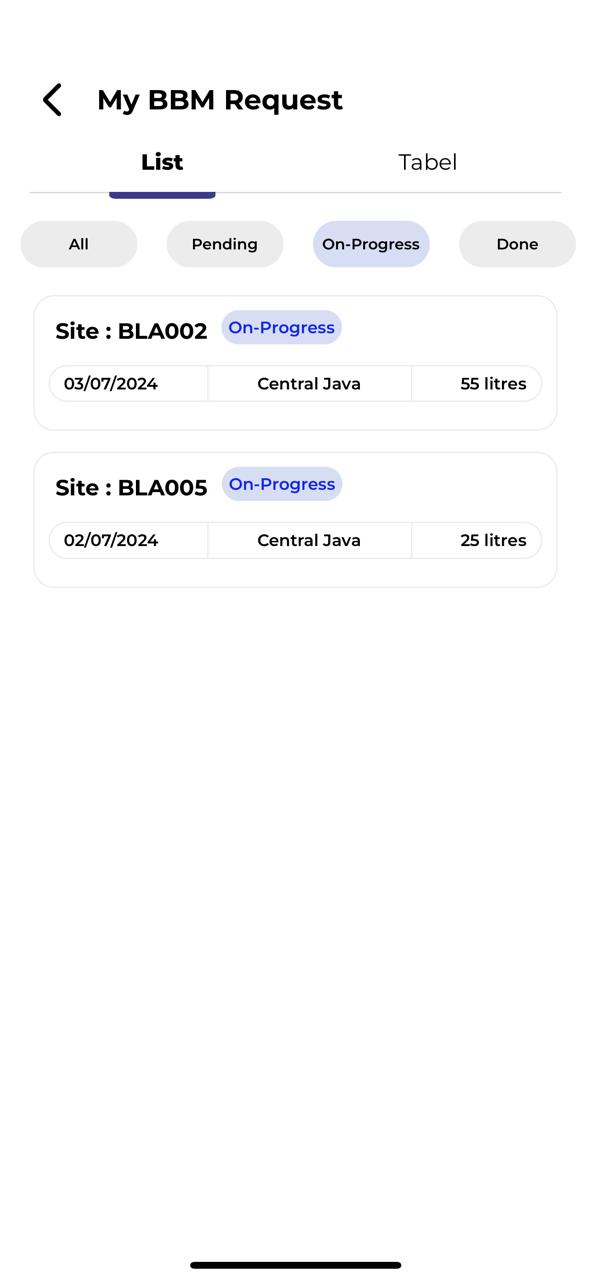 My BBM Request
List Tabel
All Pending On-Progress Done
Site : BLA002 On-Progress
03/07/2024 Central Java 55 litres
Site : BLA005 On-Progress
02/07/2024 Central Java 25 litres